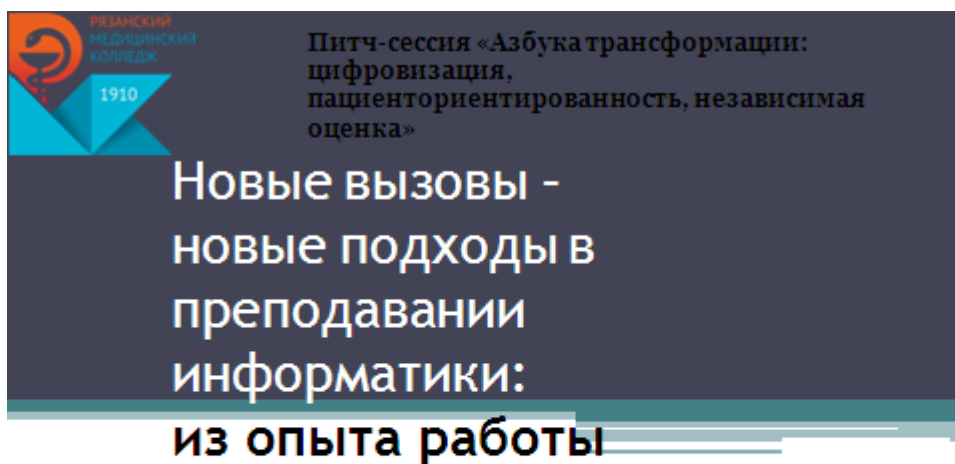 РЯЗАНСКИЙ
МЕДИЦИНСКИЙ
КОЛЛЕДЖ
1910
Питч-сессия «Азбука трансформации:
цифровизация,
пациенториентированность, независимая
оценка»
Новые вызовы –
новые подходы в
преподавании
информатики:
из опыта работы